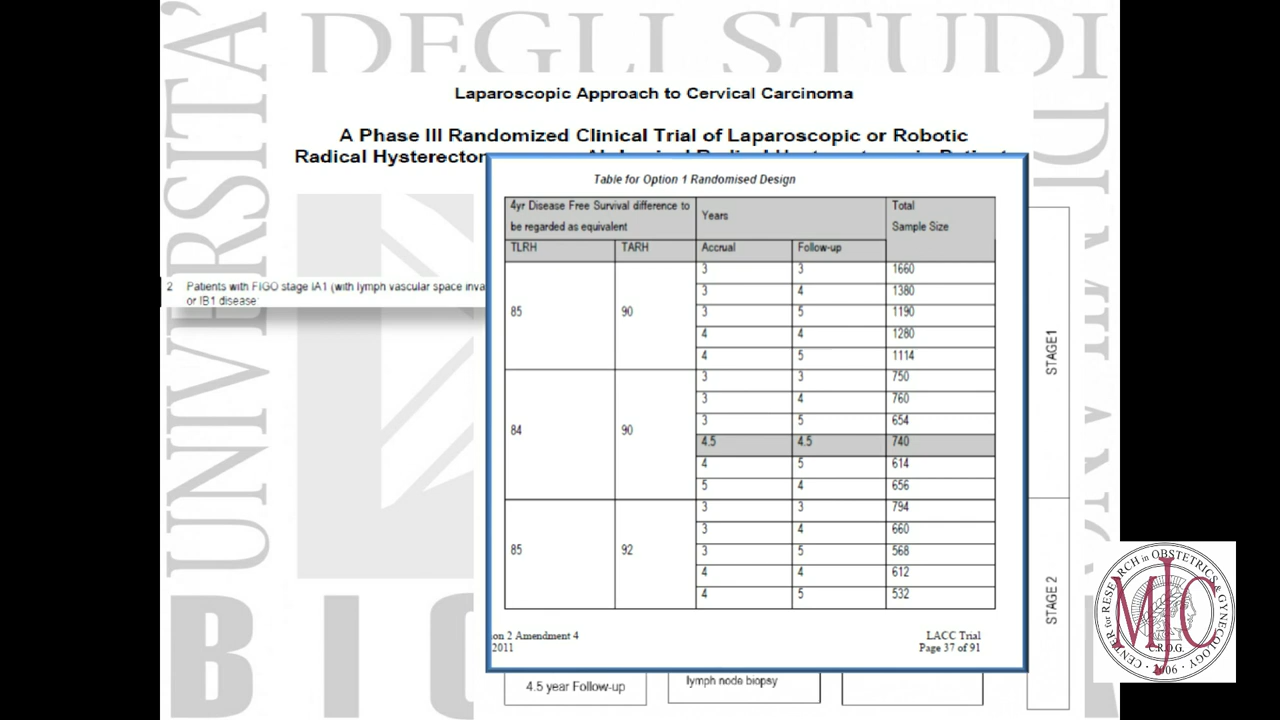 UNIVERSITA'
DEGLI STUDI
Laparoscopic Approach to Cervical Carcinoma
A Phase III Randomized Clinical Trial of Laparoscopic or Robotic
Radical
2 Patients with FIGO stage IA1 (with lymph vascular space
or IB1 disease;
Table for Option 1 Randomised Design
4yr Disease Free Survival difference to be regarded as equivalent Years Total Sample Size
TLRH TARH Accrual Follow-up
85 90
3 3 1660
3 4 1380
3 5 1190
4 4 1280
4 5 1114
84 90
3 3 750
3 4 760
3 5 654
4.5 4.5 740
4 5 614
5 4 656
85 92
3 3 794
3 4 660
3 5 568
4 4 612
4 5 532
2 Amendment 4
2011
LACC Trial
Page 37 of 91
STAGE1
STAGE 2
4.5 year Follow-up
lymph node biopsy
CENTER for RESEARCH in OBSTETRICS & GYNECOLOGY
MJC
C.R.O.G.
2006